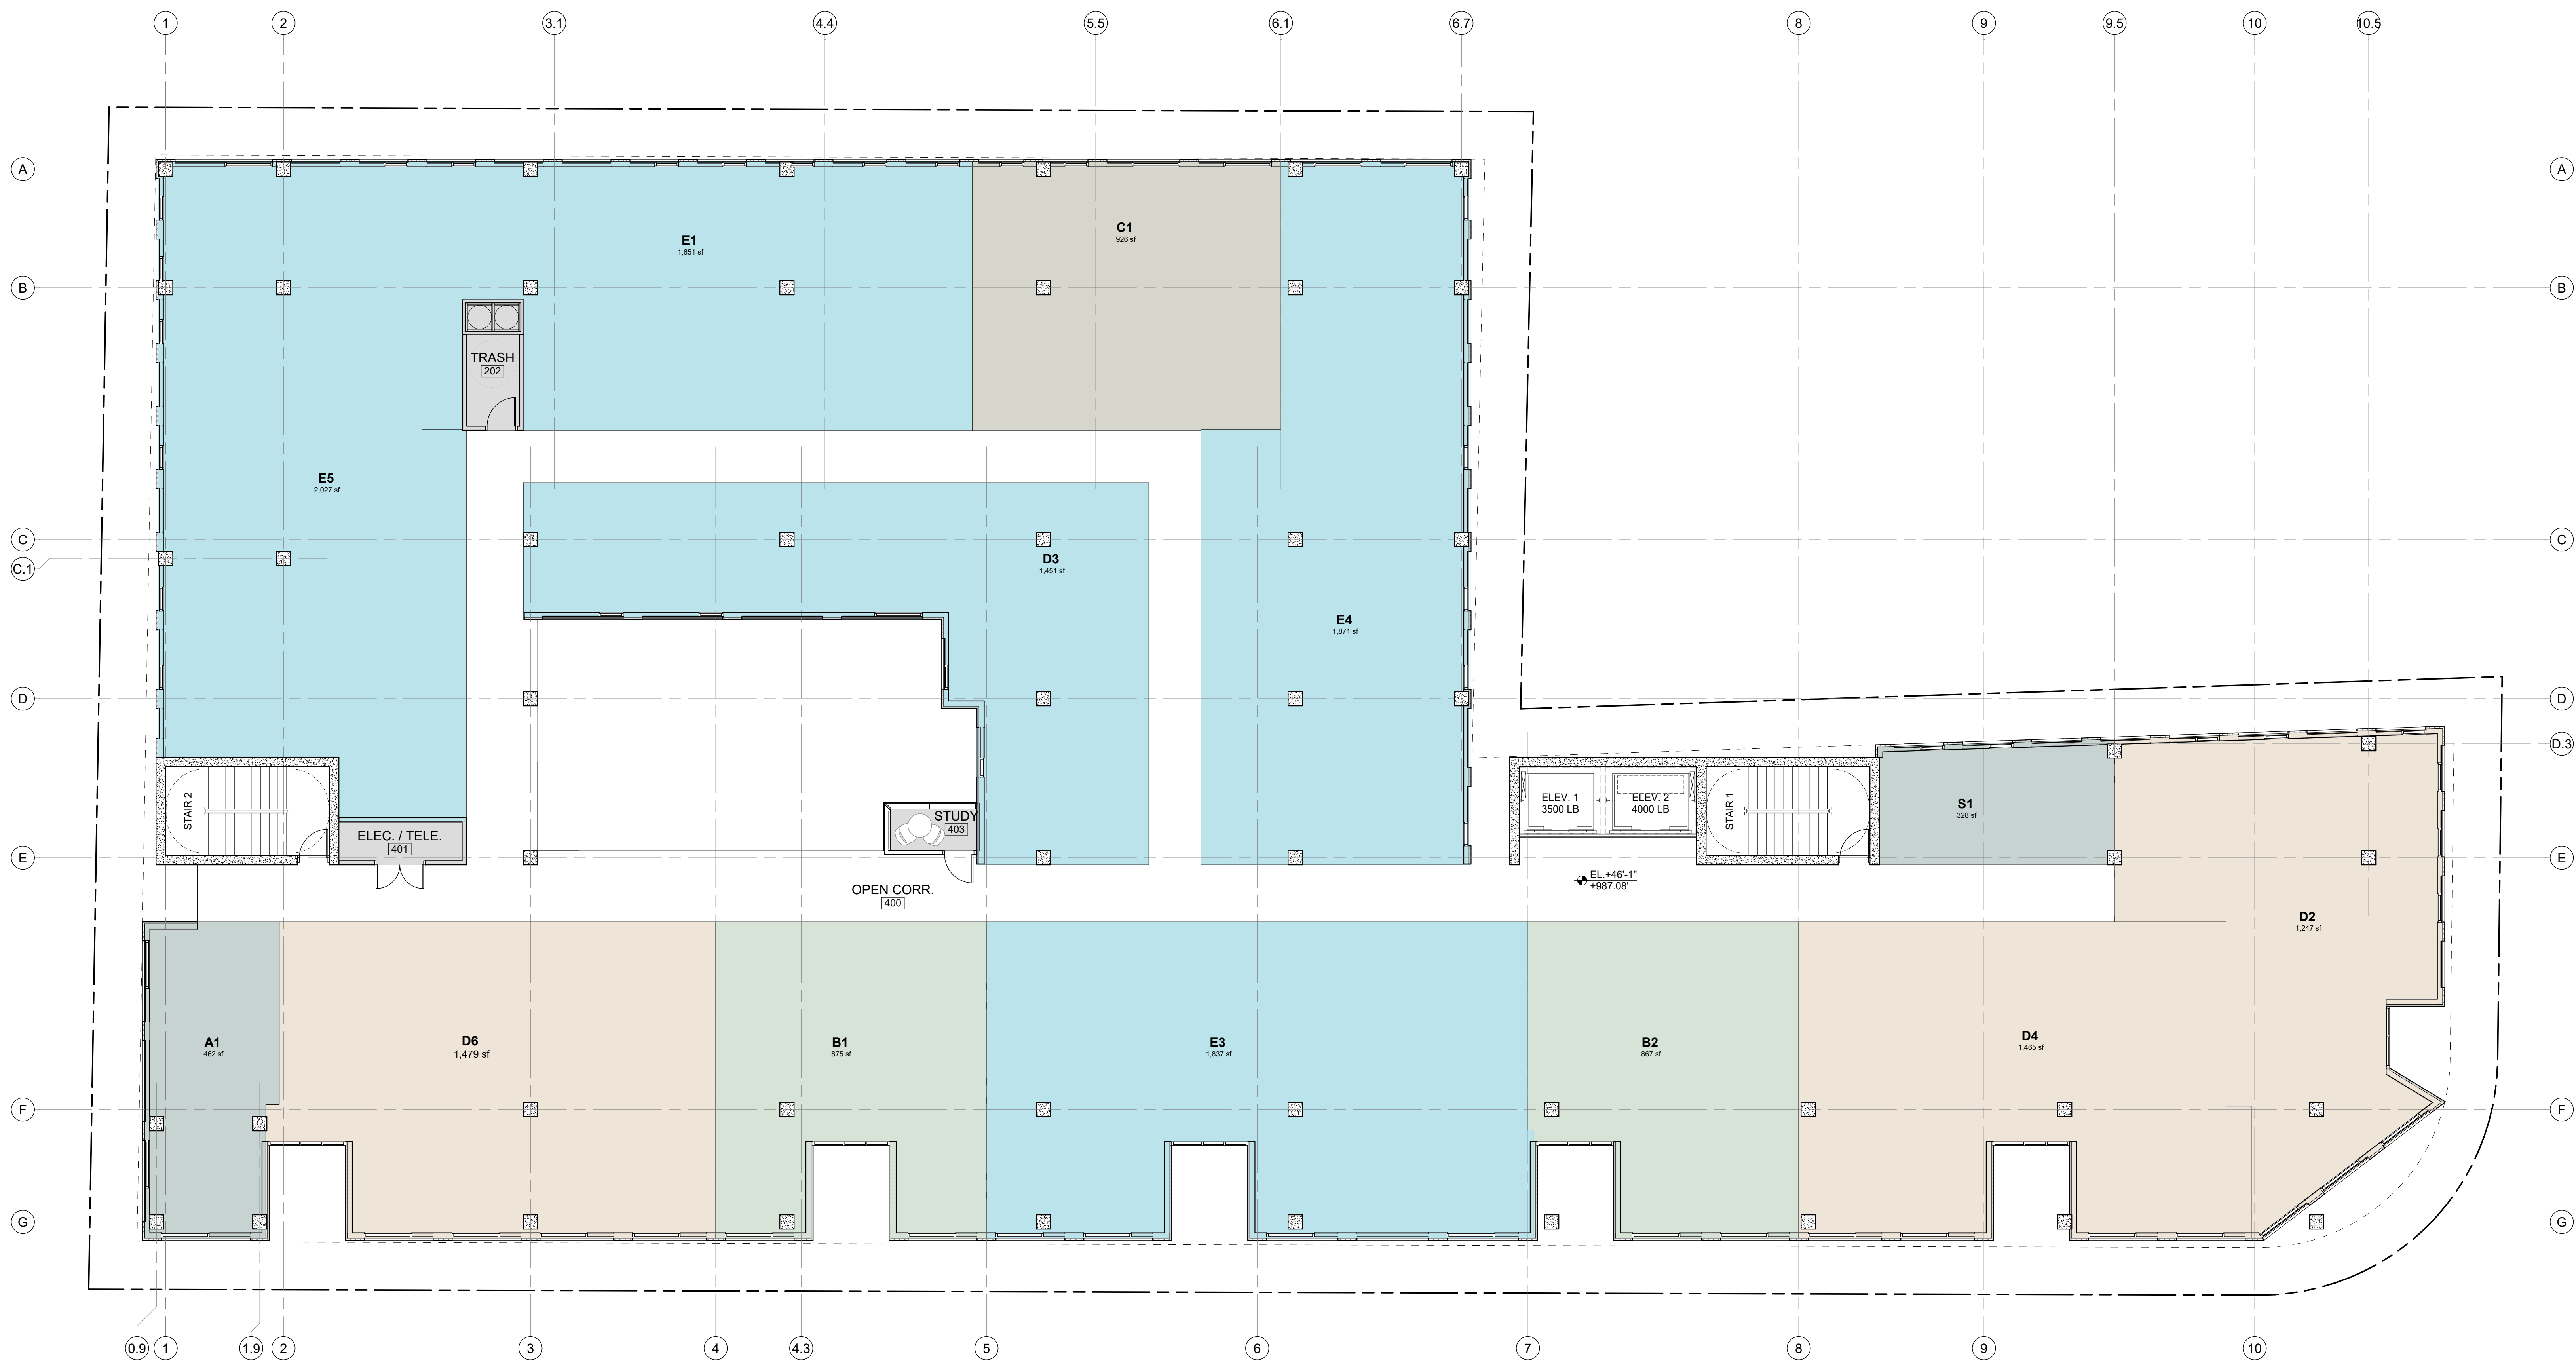 1
2
3.1
4.4
5.5
6.1
6.7
8
9
9.5
10
10.5
A
A
E1
1,651 sf
C1
926 sf
B
B
TRASH
202
E5
2,027 sf
C
C
C.1
D3
1,451 sf
E4
1,871 sf
D
D
D.3
STAIR 2
ELEC. / TELE.
401
STUDY
403
ELEV. 1
3500 LB
ELEV. 2
4000 LB
STAIR 1
S1
328 sf
E
E
OPEN CORR.
400
EL.+46'-1"
+987.08'
D2
1,247 sf
A1
462 sf
D6
1,479 sf
B1
875 sf
E3
1,837 sf
B2
867 sf
D4
1,465 sf
F
F
G
G
0.9
1
1.9
2
3
4
4.3
5
6
7
8
9
10